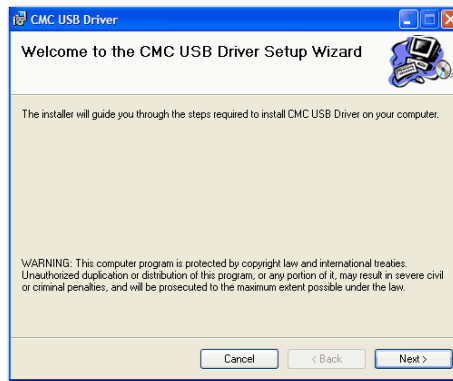 CMC USB Driver
Welcome to the CMC USB Driver Setup Wizard
The installer will guide you through the steps required to install CMC USB Driver on your computer.
WARNING: This computer program is protected by copyright law and international treaties.
Unauthorized duplication or distribution of this program, or any portion of it, may result in severe civil
or criminal penalties, and will be prosecuted to the maximum extent possible under the law.
Cancel < Back Next >